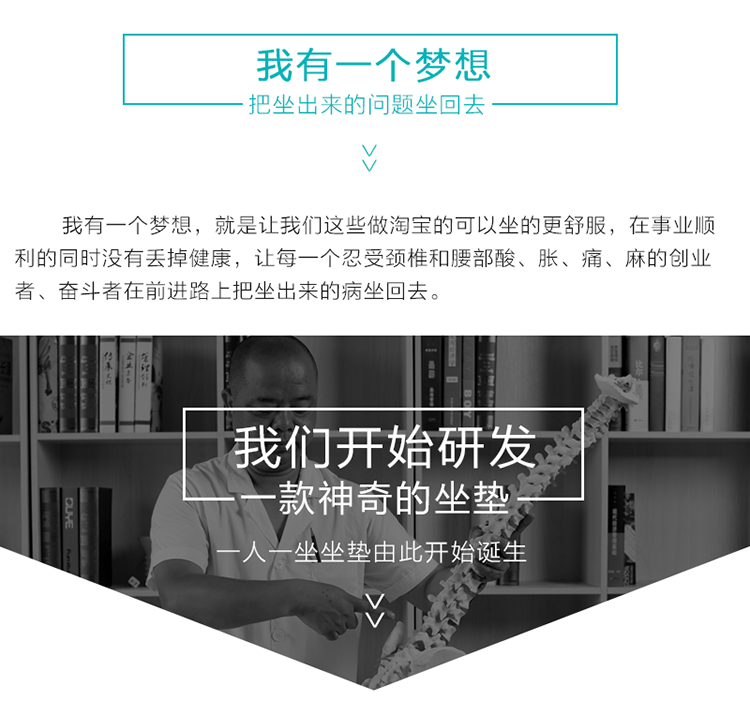 我有一个梦想
把坐出来的问题坐回去
我有一个梦想，就是让我们这些做淘宝的可以坐的更舒服，在事业顺
利的同时没有丢掉健康，让每一个忍受颈椎和腰部酸、胀、痛、麻的创业
者、奋斗者在前进路上把坐出来的病坐回去。
我们开始研发
一款神奇的坐垫
一人一坐坐垫由此开始诞生